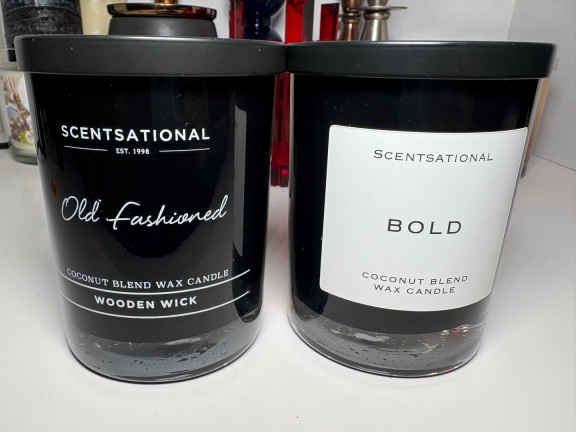 SCENTSATIONAL
EST. 1998
Old Fashioned
COCONUT BLEND WAX CANDLE
WOODEN WICK
SCENTSATIONAL
BOLD
COCONUT BLEND
WAX CANDLE